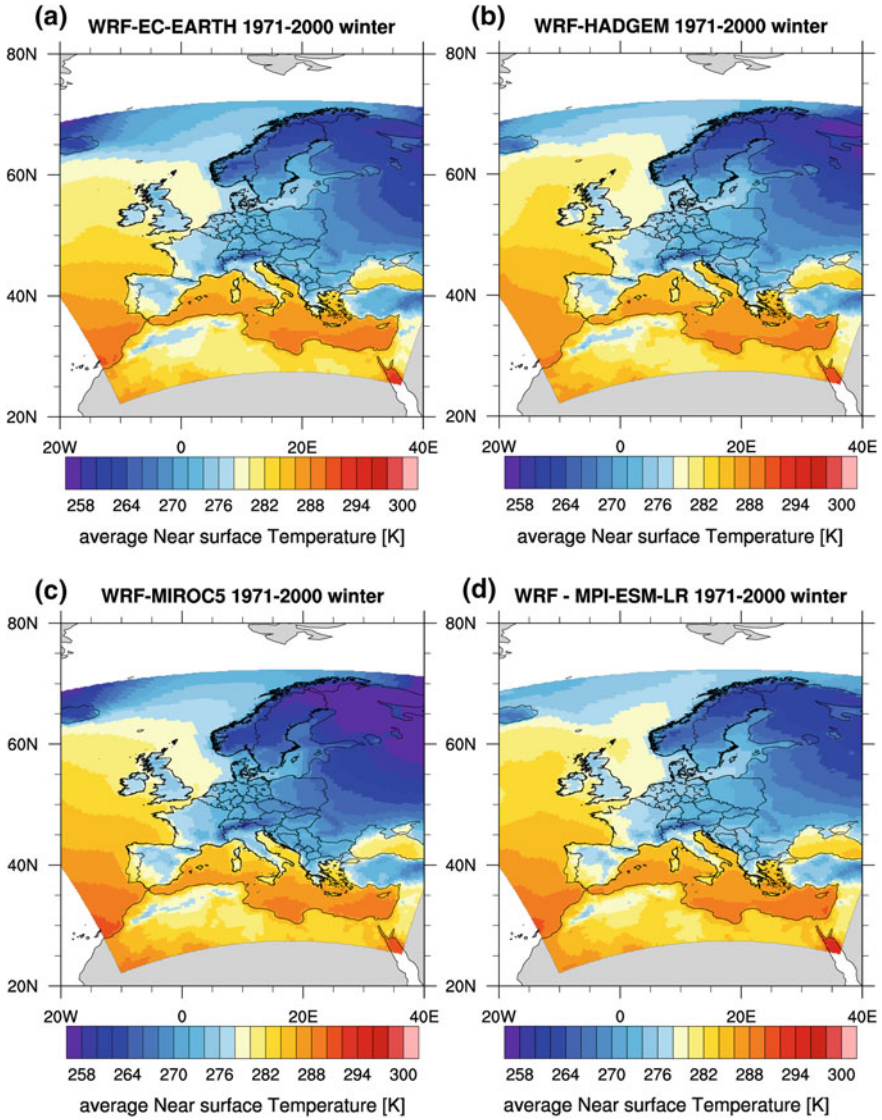 (a) WRF-EC-EARTH 1971-2000 winter
80N
60N
40N
20N
20W 0 20E 40E
258 264 270 276 282 288 294 300
average Near surface Temperature [K]
(b) WRF-HADGEM 1971-2000 winter
80N
60N
40N
20N
20W 0 20E 40E
258 264 270 276 282 288 294 300
average Near surface Temperature [K]
(c) WRF-MIROC5 1971-2000 winter
80N
60N
40N
20N
20W 0 20E 40E
258 264 270 276 282 288 294 300
average Near surface Temperature [K]
(d) WRF - MPI-ESM-LR 1971-2000 winter
80N
60N
40N
20N
20W 0 20E 40E
258 264 270 276 282 288 294 300
average Near surface Temperature [K]